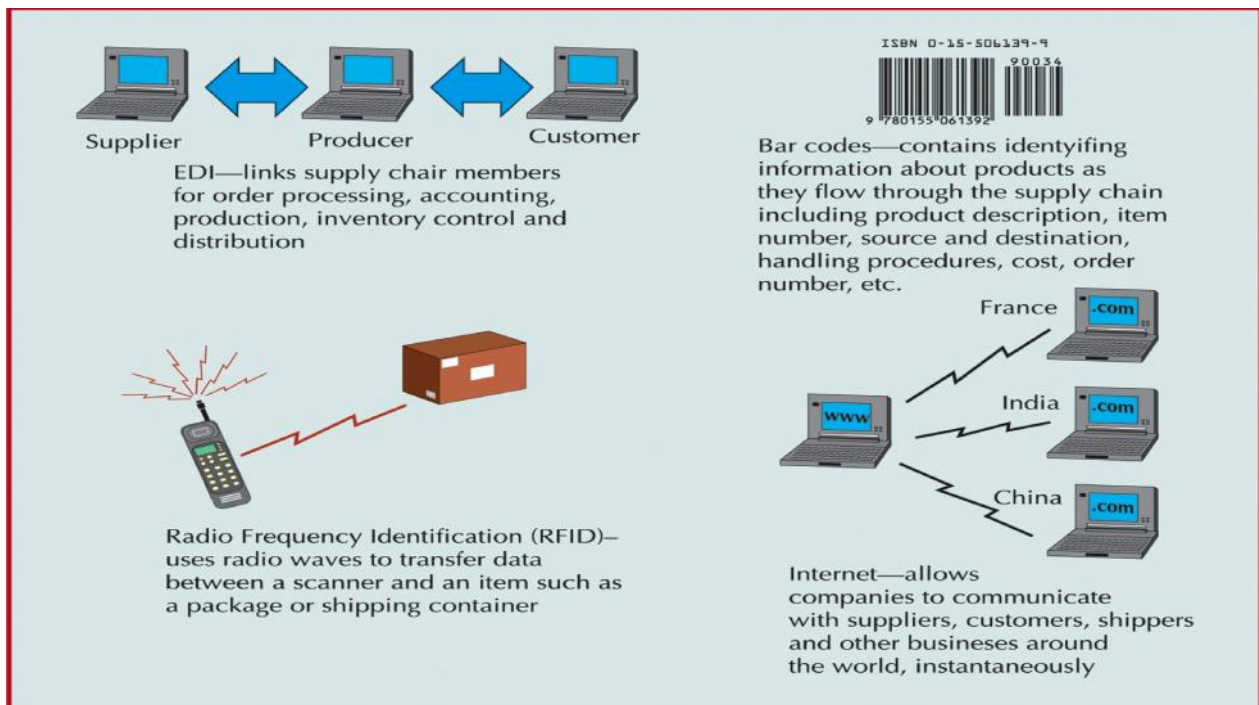 Supplier
Producer
Customer
EDI—links supply chair members
for order processing, accounting,
production, inventory control and
distribution
ISBN 0-15-506139-9
90034
9 780155 061392
Bar codes—contains identyifing
information about products as
they flow through the supply chain
including product description, item
number, source and destination,
handling procedures, cost, order
number, etc.
Radio Frequency Identification (RFID)–
uses radio waves to transfer data
between a scanner and an item such as
a package or shipping container
France
.com
India
.com
www
China
.com
Internet—allows
companies to communicate
with suppliers, customers, shippers
and other busineses around
the world, instantaneously